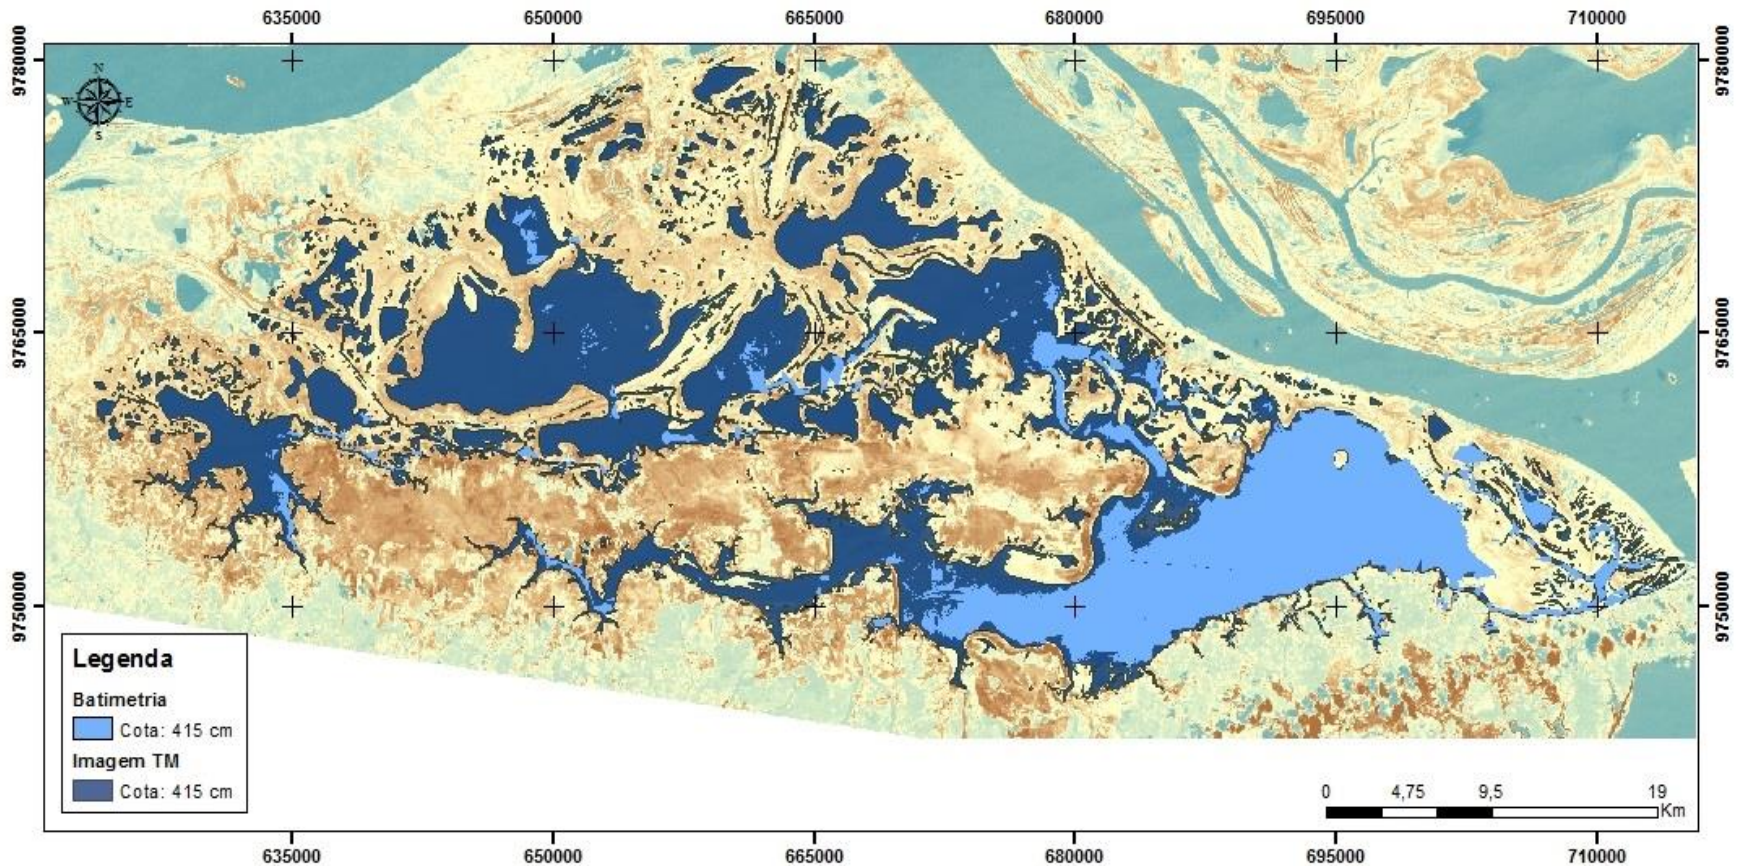 635000 650000 665000 680000 695000 710000
9780000 9780000
N
W E
S
9765000 9765000
9750000 9750000
Legenda
Batimetria
Cota: 415 cm
Imagem TM
Cota: 415 cm
0 4,75 9,5 19
Km
635000 650000 665000 680000 695000 710000